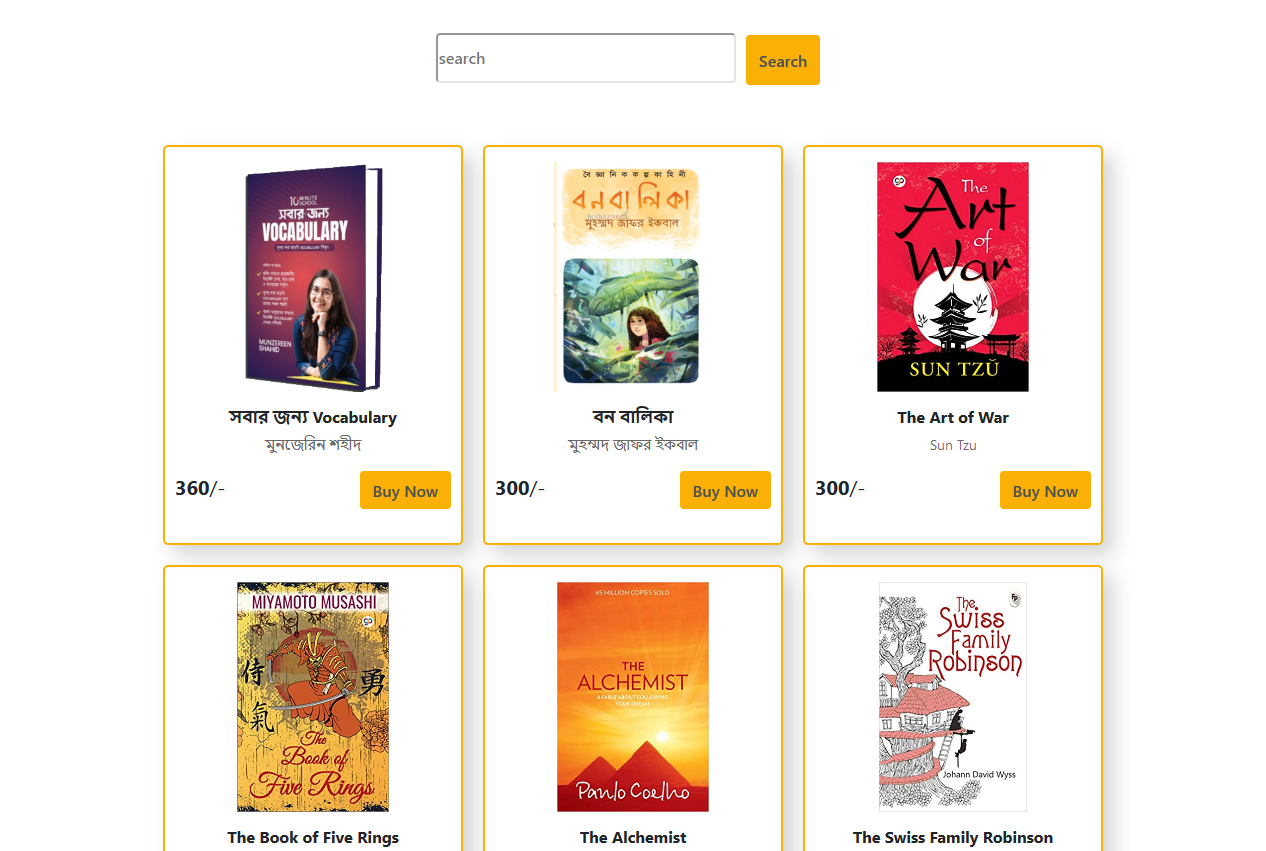 search
Search
10 MINUTE SCHOOL
সবার জন্য
VOCABULARY
MUNZEREEN
SHAHID
সবার জন্য Vocabulary
মুনজেরিন শহীদ
360/-
Buy Now
বৈ জ্ঞা নি ক ক ল্প কা হি নী
বনবালিকা
মুহম্মদ জাফর ইকবাল
বন বালিকা
মুহম্মদ জাফর ইকবাল
300/-
Buy Now
The
Art
of
War
SUN TZŬ
The Art of War
Sun Tzu
300/-
Buy Now
MIYAMOTO MUSASHI
侍
勇
氣
The
Book of
Five Rings
The Book of Five Rings
65 MILLION COPIES SOLD
THE
ALCHEMIST
A FABLE ABOUT FOLLOWING
YOUR DREAM
Paulo Coelho
The Alchemist
FP
The
Swiss
Family
Robinson
Johann David Wyss
The Swiss Family Robinson